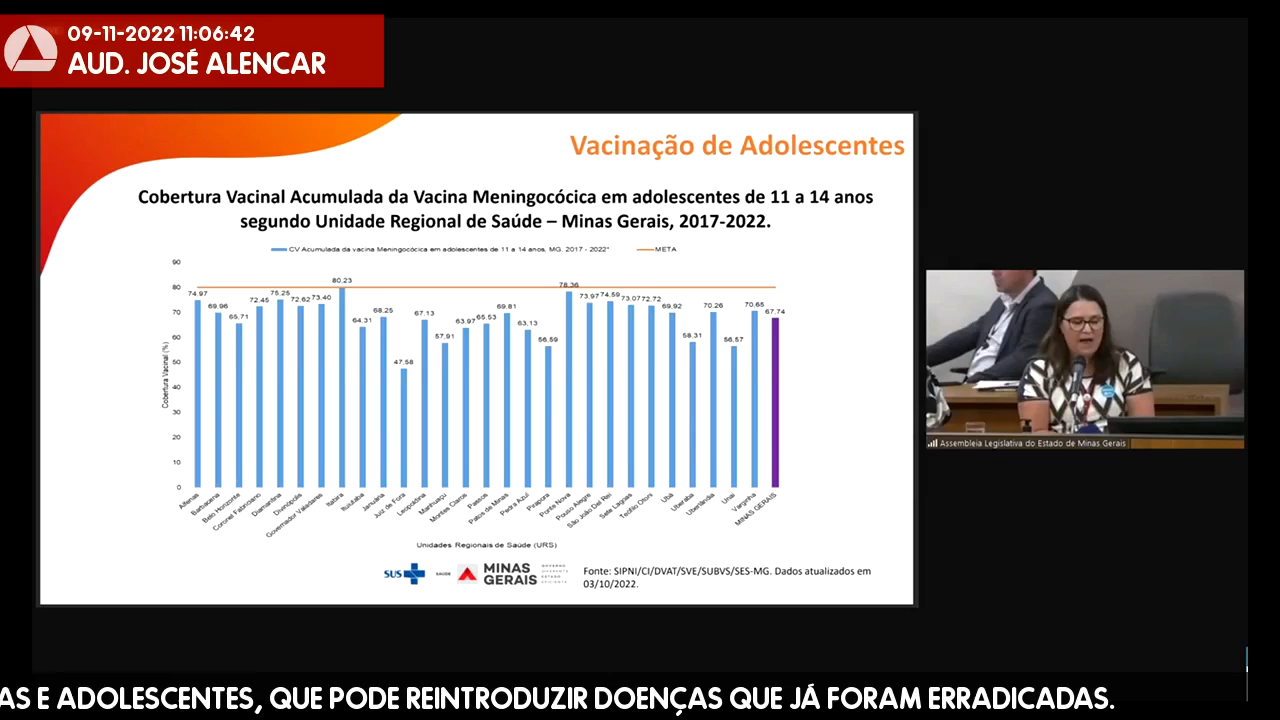 09-11-2022 11:06:42
AUD. JOSÉ ALENCAR
Vacinação de Adolescentes
Cobertura Vacinal Acumulada da Vacina Meningocócica em adolescentes de 11 a 14 anos
segundo Unidade Regional de Saúde – Minas Gerais, 2017-2022.
CV Acumulada da vacina Meningocócica em adolescentes de 11 a 14 anos, MG, 2017 - 2022*
META
Cobertura Vacinal (%)
90
80
70
60
50
40
30
20
10
0
74.97
69.96
65.71
72.45
75.25
72.62
73.40
80.23
64.31
68.25
47.58
67.13
57.91
63.97
65.53
69.81
63.13
56.59
78.36
73.97
74.59
73.07
72.72
69.92
58.31
70.26
56.57
70.65
67.74
Alfenas
Barbacena
Belo Horizonte
Coronel Fabriciano
Diamantina
Divinópolis
Governador Valadares
Itabira
Ituiutaba
Januária
Juiz de Fora
Leopoldina
Manhuaçu
Montes Claros
Passos
Patos de Minas
Pedra Azul
Pirapora
Ponte Nova
Pouso Alegre
São João Del Rei
Sete Lagoas
Teófilo Otoni
Ubá
Uberaba
Uberlândia
Unaí
Varginha
MINAS GERAIS
Unidades Regionais de Saúde (URS)
SUS
SAÚDE
MINAS
GERAIS
GOVERNO
DIFERENTE
ESTADO
EFICIENTE
Fonte: SIPNI/CI/DVAT/SVE/SUBVS/SES-MG. Dados atualizados em
03/10/2022.
Assembleia Legislativa do Estado de Minas Gerais
AS E ADOLESCENTES, QUE PODE REINTRODUZIR DOENÇAS QUE JÁ FORAM ERRADICADAS.